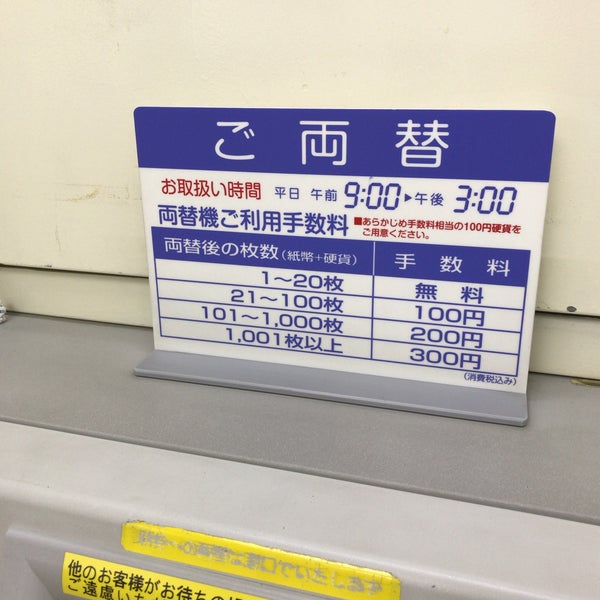 ご両替
お取扱い時間 平日 午前 9:00▶午後 3:00
両替機ご利用手数料 ■あらかじめ手数料相当の100円硬貨を
ご用意ください。
両替後の枚数(紙幣+硬貨) 手数料
1〜20枚 無料
21〜100枚 100円
101〜1,000枚 200円
1,001枚以上 300円
(消費税込み)
他のお客様がお待ちの
ご遠慮いた